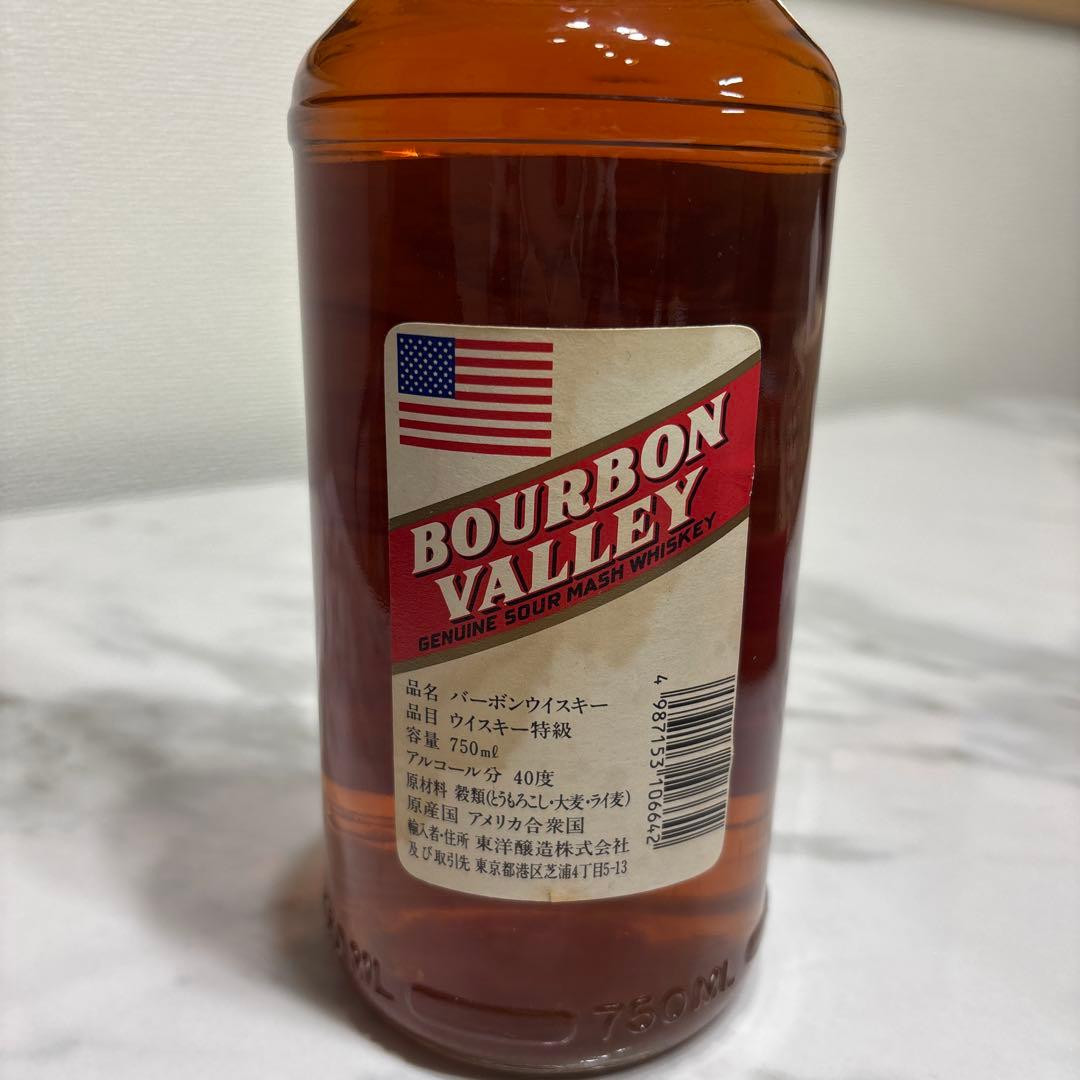 BOURBON
VALLEY
GENUINE SOUR MASH WHISKEY
品名 バーボンウイスキー
品目 ウイスキー特級
容量 750ml
アルコール分 40度
原材料 穀類(とうもろこし・大麦・ライ麦)
原産国 アメリカ合衆国
輸入者・住所 東洋醸造株式会社
及び取引先 東京都港区芝浦4丁目5-13
4 987153 106642
750ML